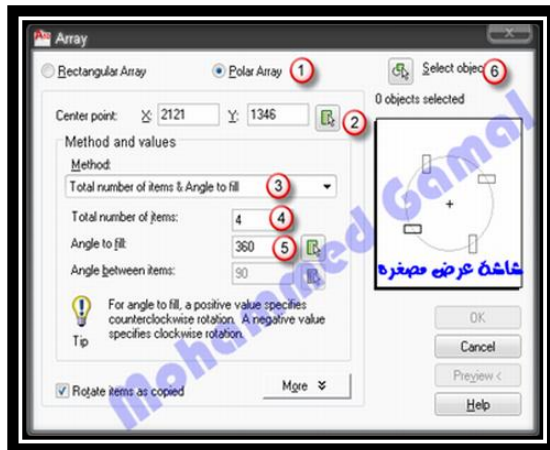 Array
Rectangular Array
Polar Array
1
Select objec
6
0 objects selected
Center point:
X:
2121
Y:
1346
2
Method and values
Method:
Total number of items & Angle to fill
3
Total number of items:
4
4
Angle to fill:
360
5
Angle between items:
90
شاشة عرض مصغره
For angle to fill, a positive value specifies
counterclockwise rotation. A negative value
specifies clockwise rotation.
Tip
Rotate items as copied
More
OK
Cancel
Preview <
Help
Mohammed Gamal